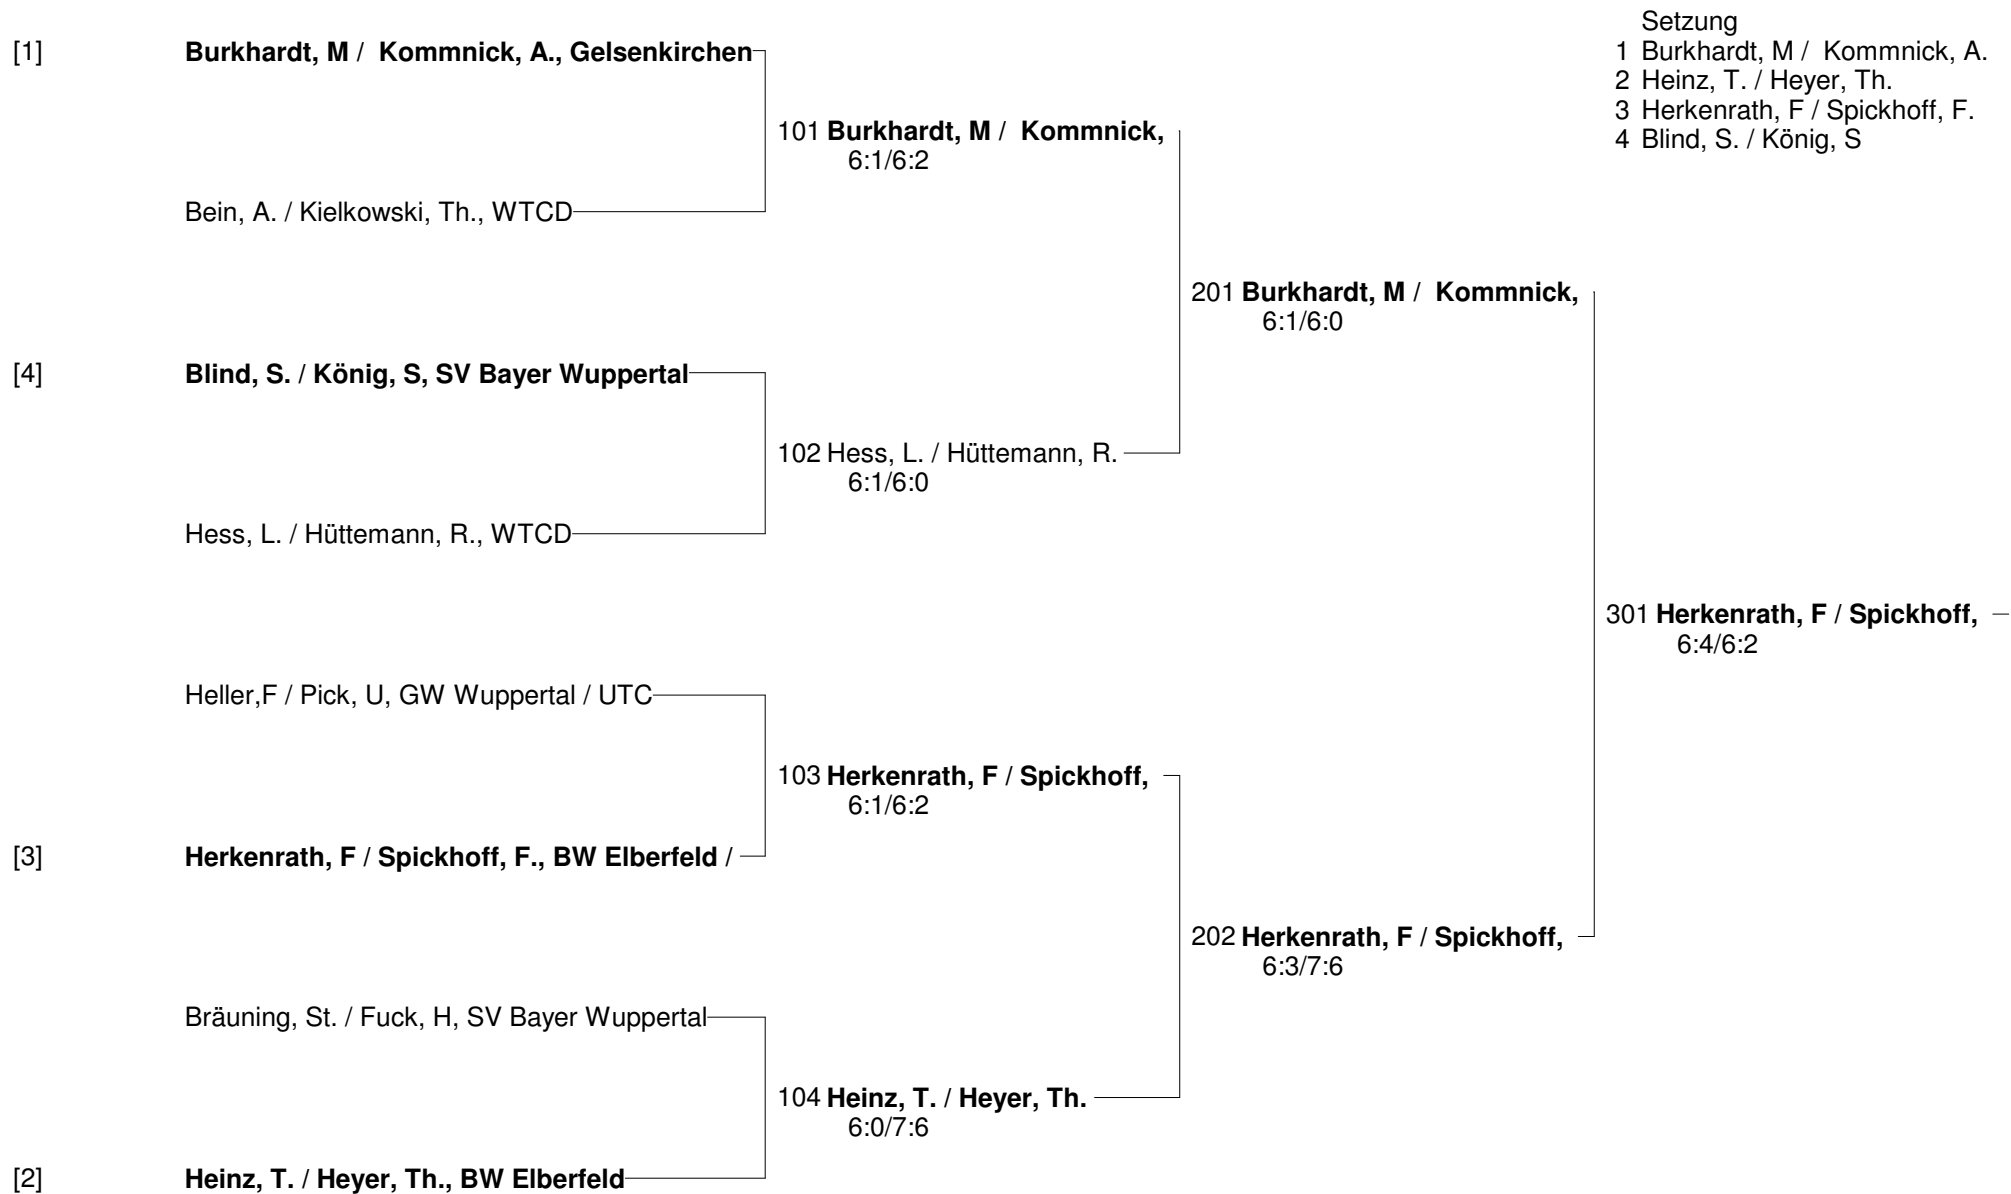 Setzung
1 Burkhardt, M / Kommnick, A.
2 Heinz, T. / Heyer, Th.
3 Herkenrath, F / Spickhoff, F.
4 Blind, S. / König, S
[1] Burkhardt, M / Kommnick, A., Gelsenkirchen
101 Burkhardt, M / Kommnick,
6:1/6:2
Bein, A. / Kielkowski, Th., WTCD
201 Burkhardt, M / Kommnick,
6:1/6:0
[4] Blind, S. / König, S, SV Bayer Wuppertal
102 Hess, L. / Hüttemann, R.
6:1/6:0
Hess, L. / Hüttemann, R., WTCD
301 Herkenrath, F / Spickhoff,
6:4/6:2
Heller,F / Pick, U, GW Wuppertal / UTC
103 Herkenrath, F / Spickhoff,
6:1/6:2
[3] Herkenrath, F / Spickhoff, F., BW Elberfeld /
202 Herkenrath, F / Spickhoff,
6:3/7:6
Bräuning, St. / Fuck, H, SV Bayer Wuppertal
104 Heinz, T. / Heyer, Th.
6:0/7:6
[2] Heinz, T. / Heyer, Th., BW Elberfeld